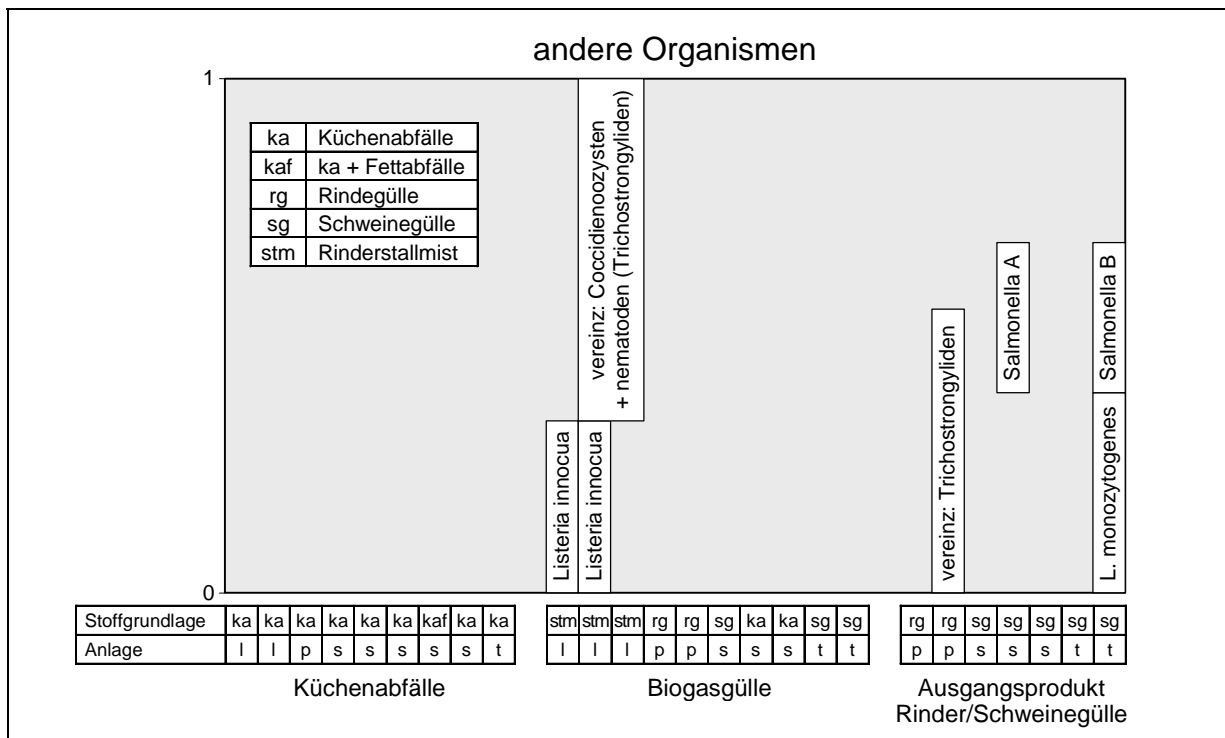 andere Organismen
1
ka Küchenabfälle
kaf ka + Fettabfälle
rg Rindegülle
sg Schweinegülle
stm Rinderstallmist
vereinz: Coccidienoozysten
+ nematoden (Trichostrongyliden)
Listeria innocua
Listeria innocua
vereinz: Trichostrongyliden
Salmonella A
Salmonella B
L. monozytogenes
0
Stoffgrundlage ka ka ka ka ka ka kaf ka ka stm stm stm rg rg sg ka ka sg sg rg rg sg sg sg sg sg
Anlage l l p s s s s s t l l l p p s s s t t p p s s s t t
Küchenabfälle
Biogasgülle
Ausgangsprodukt
Rinder/Schweinegülle